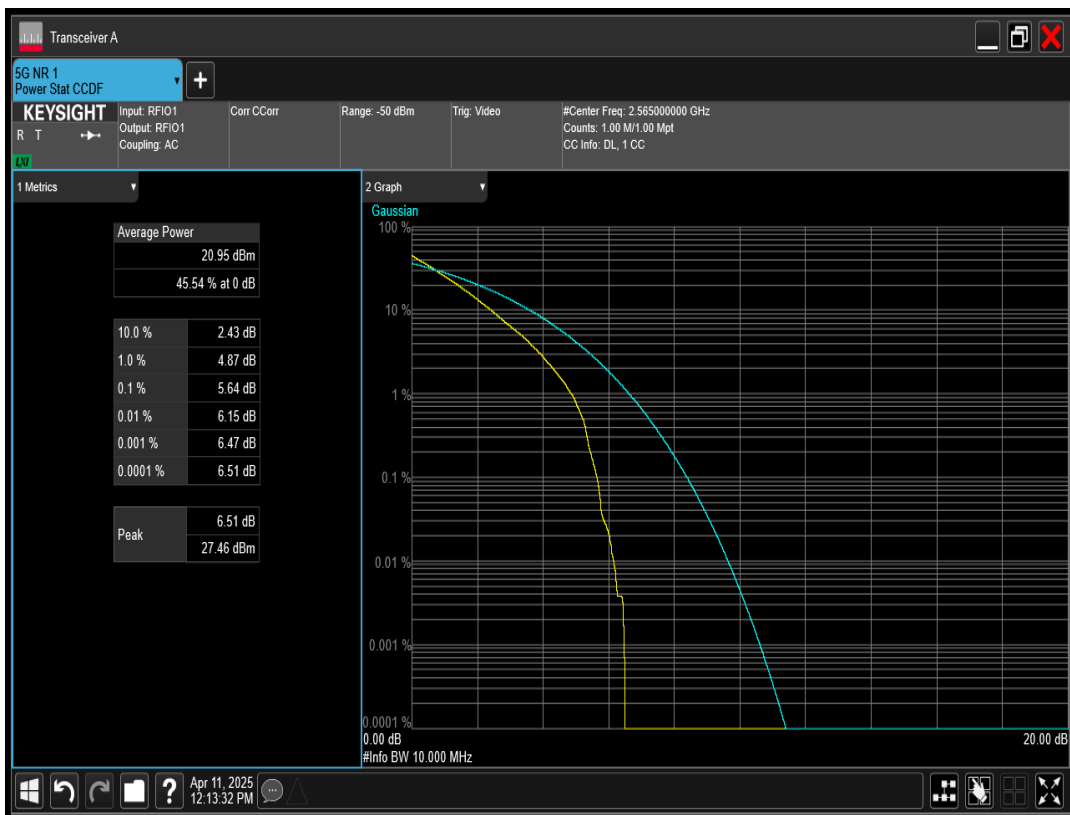 Transceiver A
5G NR 1
Power Stat CCDF
+
KEYSIGHT
R T
LXI
Input: RFIO1
Output: RFIO1
Coupling: AC
Corr CCorr
Range: -50 dBm
Trig: Video
#Center Freq: 2.565000000 GHz
Counts: 1.00 M/1.00 Mpt
CC Info: DL, 1 CC
1 Metrics
Average Power
20.95 dBm
45.54 % at 0 dB
10.0 % 2.43 dB
1.0 % 4.87 dB
0.1 % 5.64 dB
0.01 % 6.15 dB
0.001 % 6.47 dB
0.0001 % 6.51 dB
Peak
6.51 dB
27.46 dBm
2 Graph
Gaussian
100 %
10 %
1 %
0.1 %
0.01 %
0.001 %
0.0001 %
0.00 dB 20.00 dB
#Info BW 10.000 MHz
?
Apr 11, 2025
12:13:32 PM